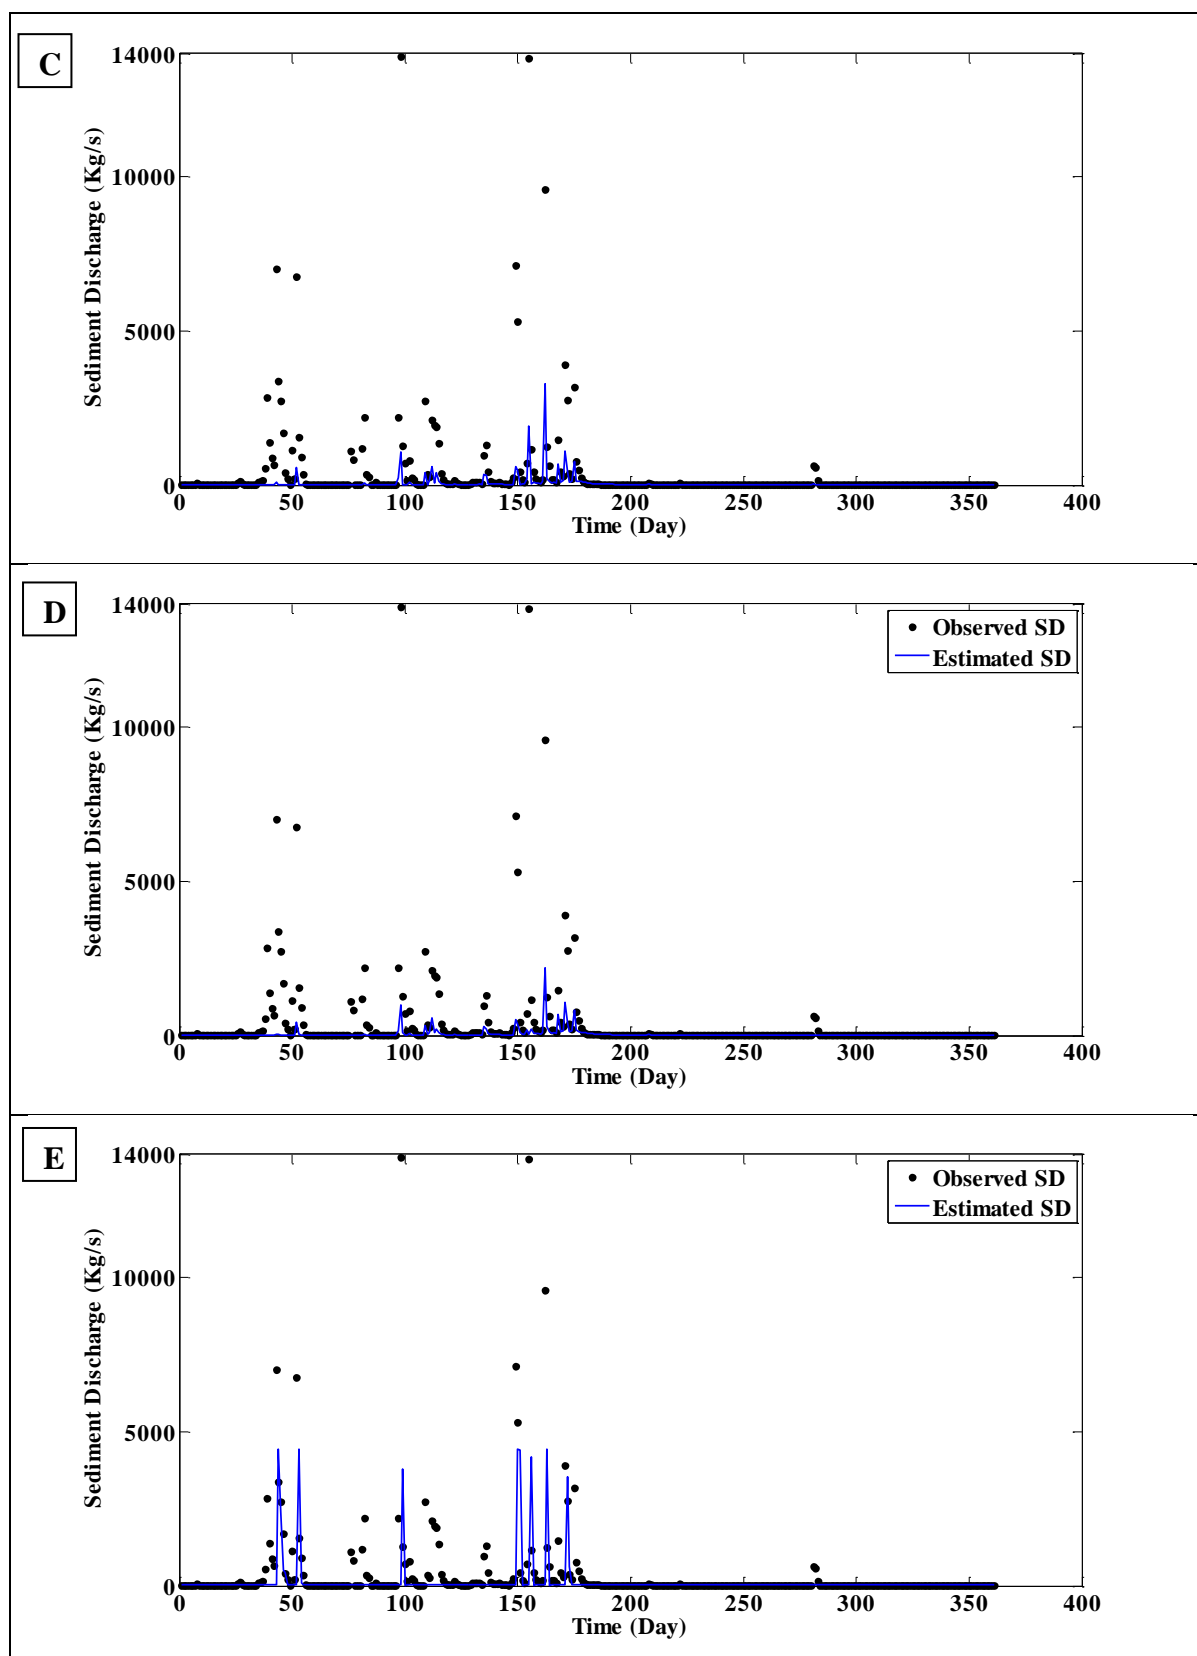 C
14000
10000
5000
0
Sediment Discharge (Kg/s)
0 50 100 150 200 250 300 350 400
Time (Day)
D
14000
10000
5000
0
Sediment Discharge (Kg/s)
Observed SD
Estimated SD
0 50 100 150 200 250 300 350 400
Time (Day)
E
14000
10000
5000
0
Sediment Discharge (Kg/s)
Observed SD
Estimated SD
0 50 100 150 200 250 300 350 400
Time (Day)